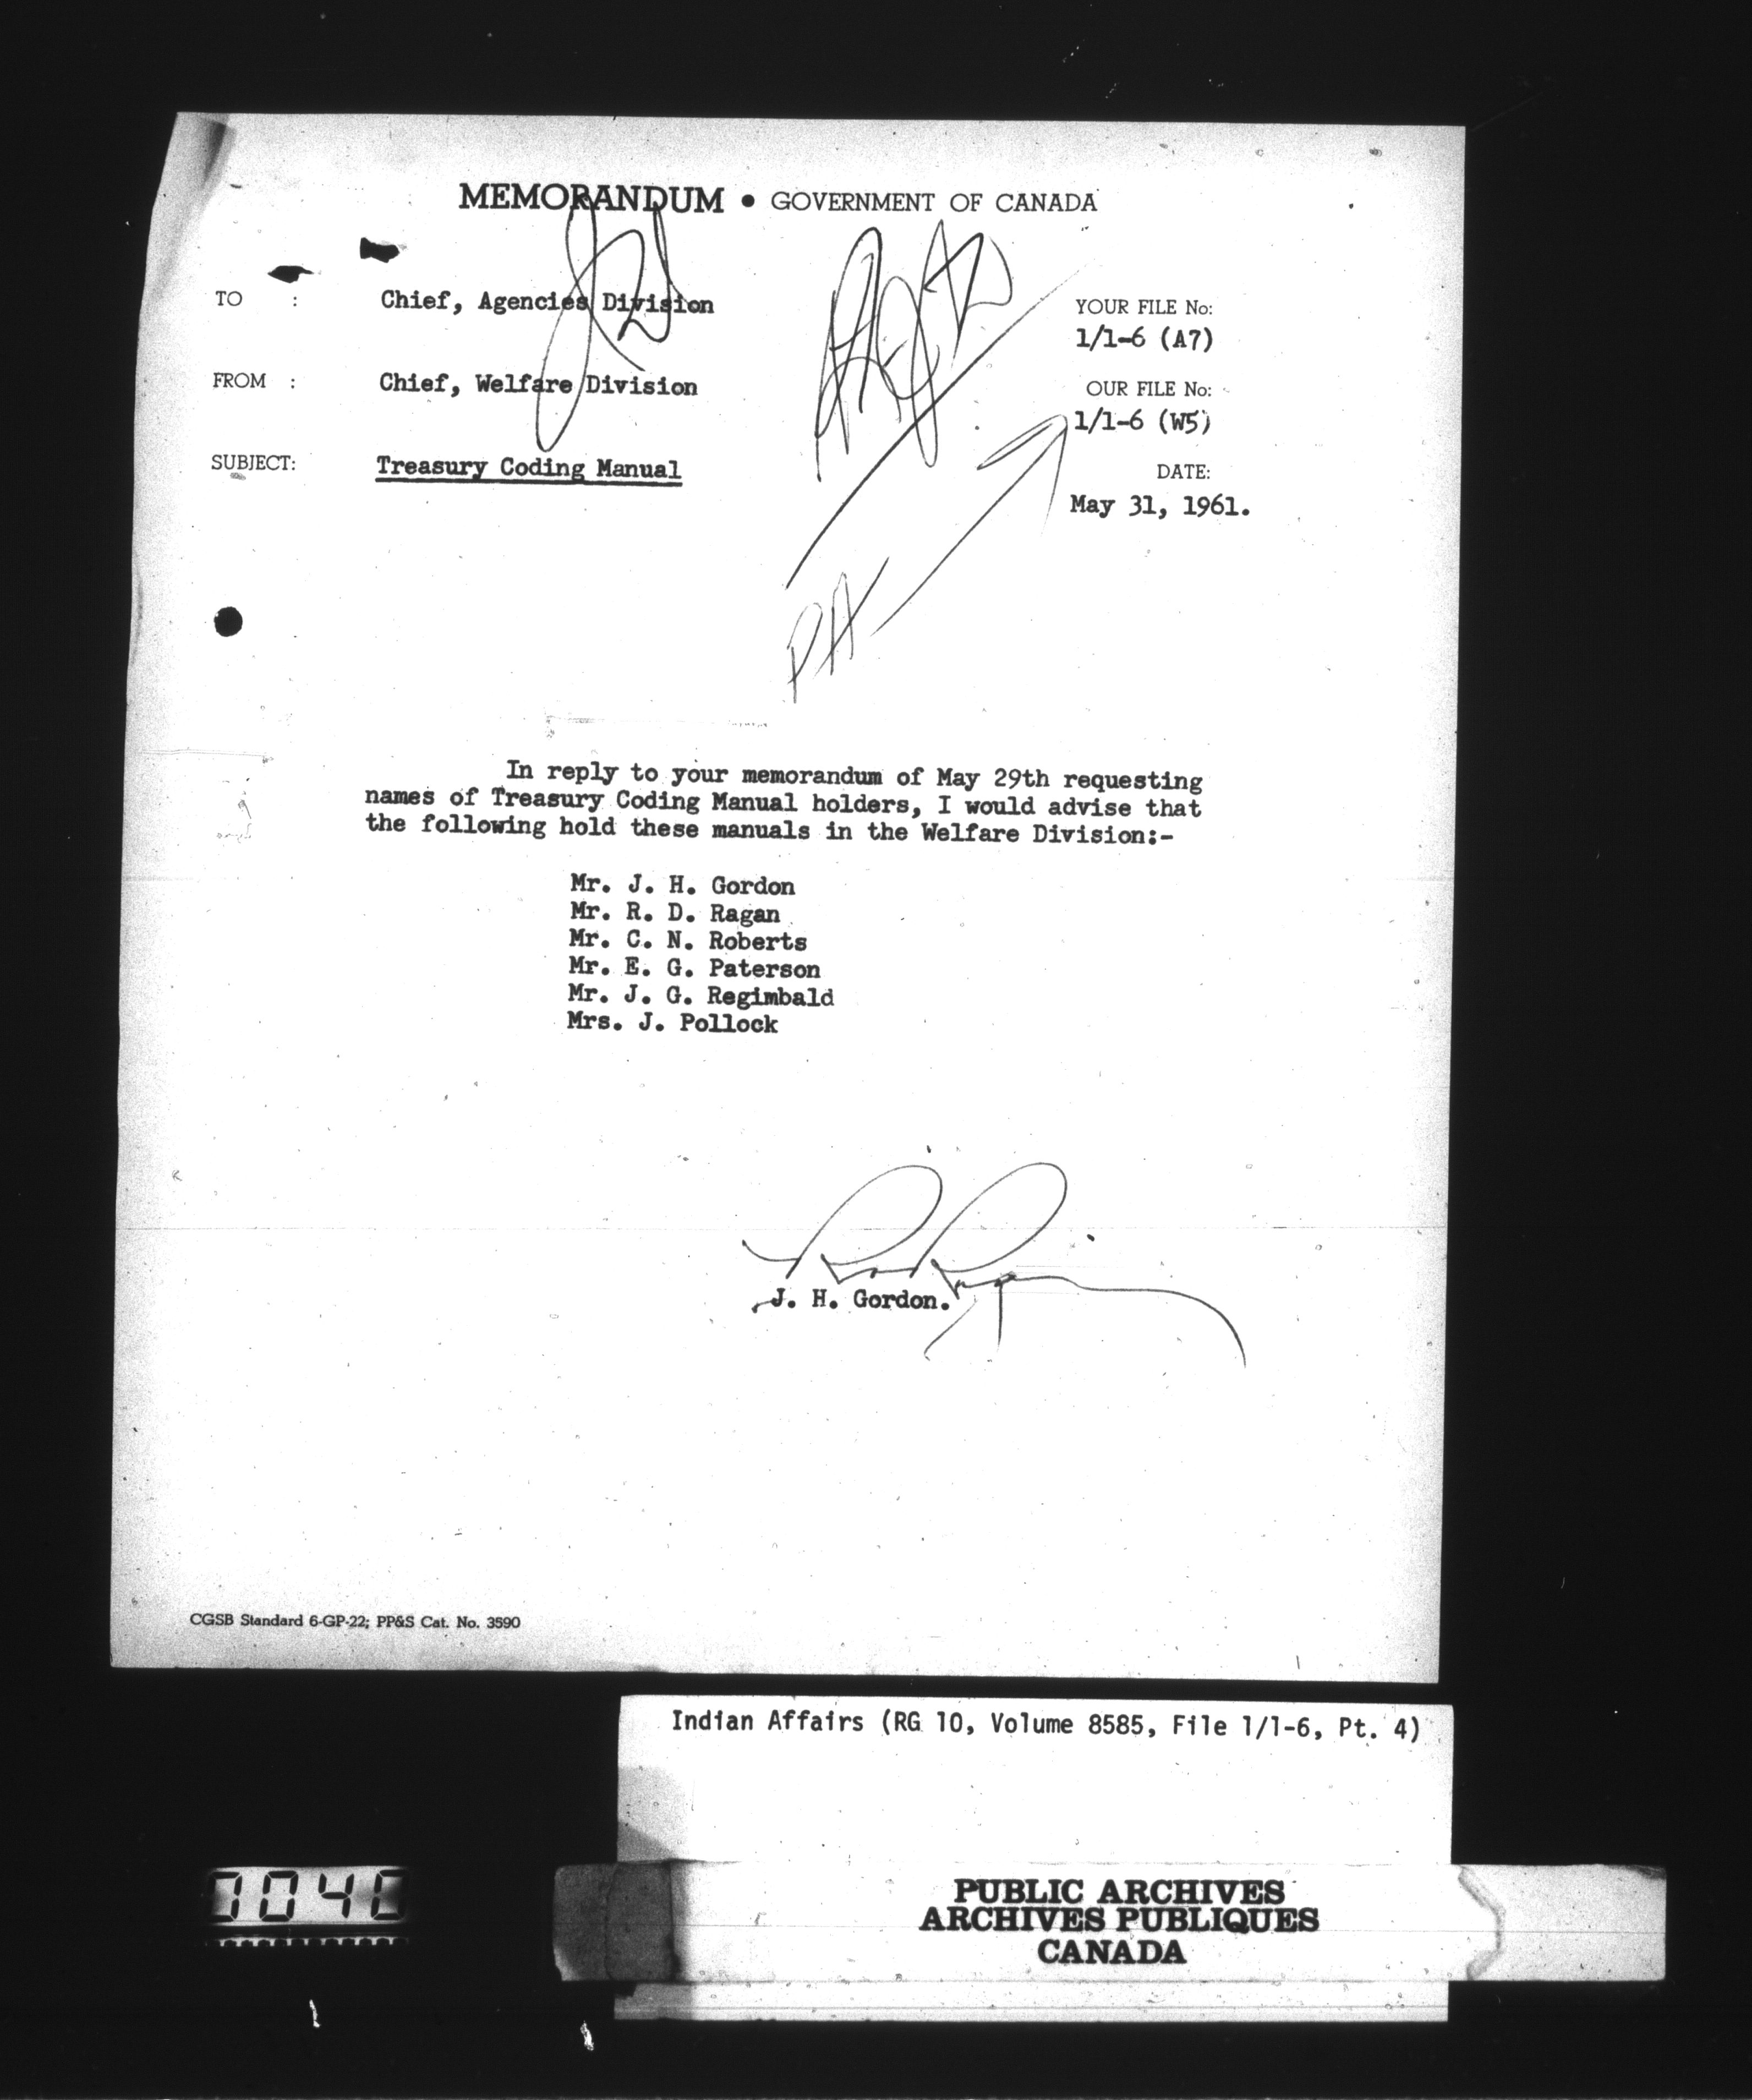 MEMORANDUM • GOVERNMENT OF CANADA
TO : Chief, Agencies Division
YOUR FILE No:
1/1-6 (A7)
FROM : Chief, Welfare Division
OUR FILE No:
1/1-6 (W5)
SUBJECT: Treasury Coding Manual
DATE:
May 31, 1961.
PA
In reply to your memorandum of May 29th requesting
names of Treasury Coding Manual holders, I would advise that
the following hold these manuals in the Welfare Division:-
Mr. J. H. Gordon
Mr. R. D. Ragan
Mr. C. N. Roberts
Mr. E. G. Paterson
Mr. J. G. Regimbald
Mrs. J. Pollock
J. H. Gordon.
CGSB Standard 6-GP-22; PP&S Cat. No. 3590
Indian Affairs (RG 10, Volume 8585, File 1/1-6, Pt. 4)
PUBLIC ARCHIVES
ARCHIVES PUBLIQUES
CANADA